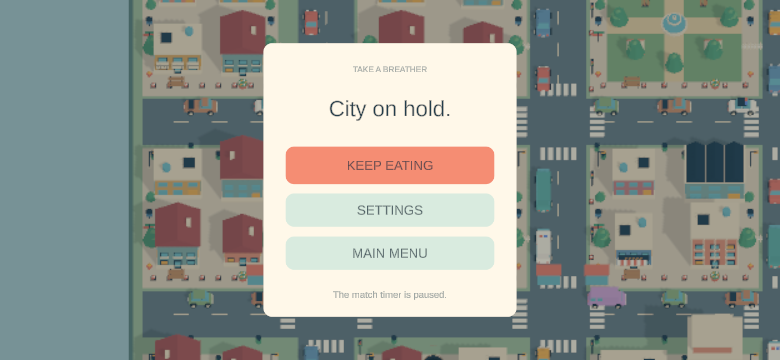 TAKE A BREATHER
City on hold.
KEEP EATING
SETTINGS
MAIN MENU
The match timer is paused.